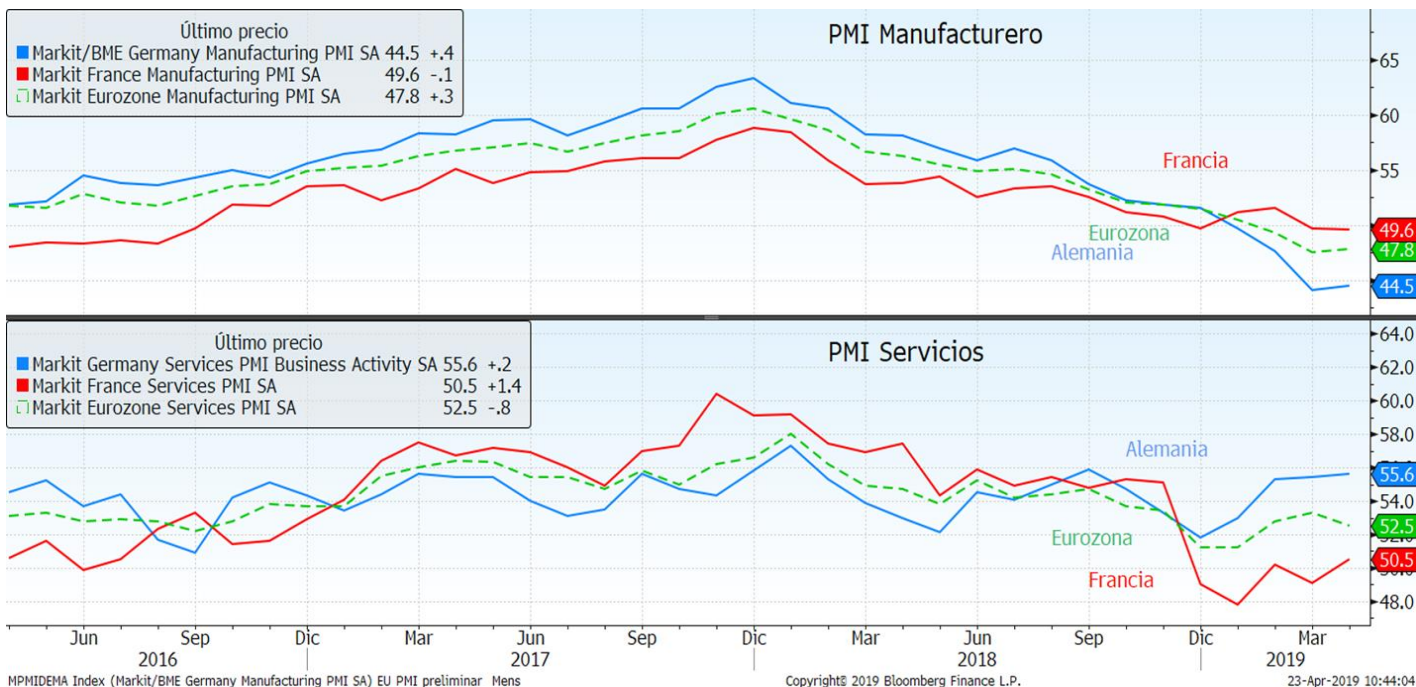 Último precio
Markit/BME Germany Manufacturing PMI SA 44.5 +.4
Markit France Manufacturing PMI SA 49.6 -.1
Markit Eurozone Manufacturing PMI SA 47.8 +.3
PMI Manufacturero
65
60
55
Francia
Eurozona
Alemania
49.6
47.8
44.5
Último precio
Markit Germany Services PMI Business Activity SA 55.6 +.2
Markit France Services PMI SA 50.5 +1.4
Markit Eurozone Services PMI SA 52.5 -.8
PMI Servicios
64.0
62.0
60.0
58.0
Alemania
55.6
54.0
Eurozona
52.5
Francia
50.5
48.0
Jun Sep Dic Mar Jun Sep Dic Mar Jun Sep Dic Mar
2016 2017 2018 2019
MPMIDEMA Index (Markit/BME Germany Manufacturing PMI SA) EU PMI preliminar Mens Copyright© 2019 Bloomberg Finance L.P. 23-Apr-2019 10:44:04